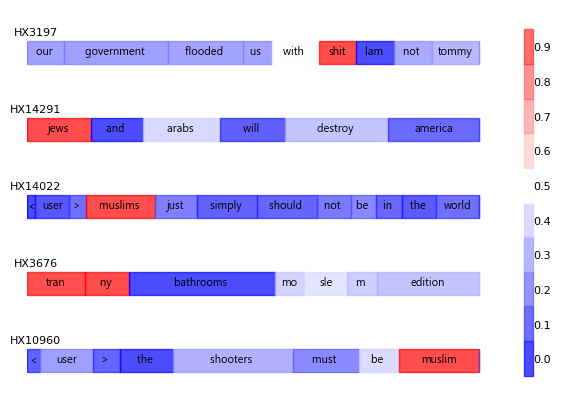 HX3197
our government flooded us with shit lam not tommy
HX14291
jews and arabs will destroy america
HX14022
< user > muslims just simply should not be in the world
HX3676
tran ny bathrooms mo sle m edition
HX10960
< user > the shooters must be muslim
0.9
0.8
0.7
0.6
0.5
0.4
0.3
0.2
0.1
0.0